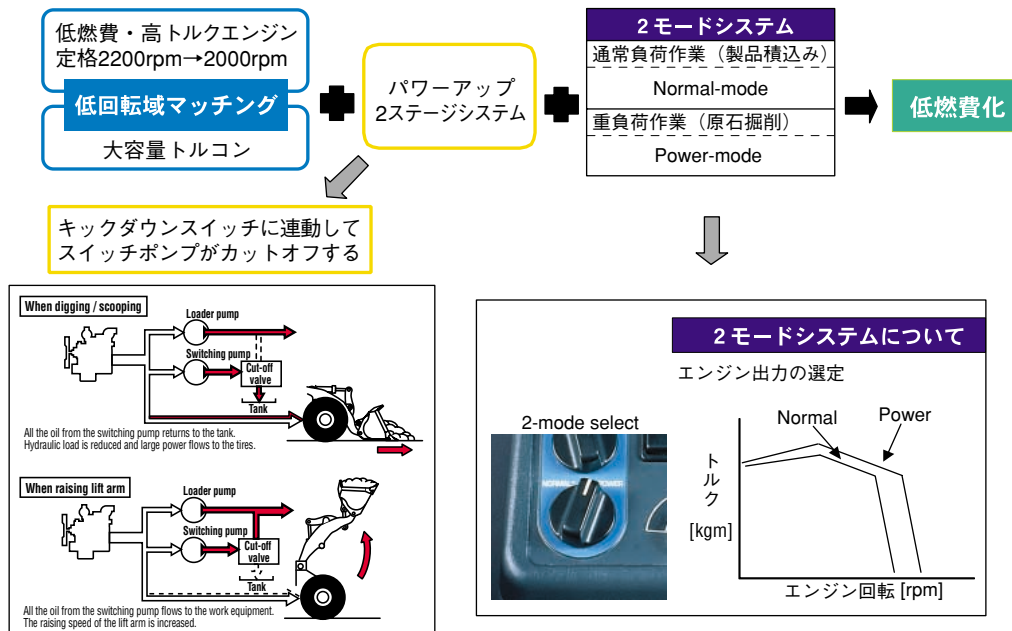 低燃費・高トルクエンジン
定格2200rpm→2000rpm
低回転域マッチング
大容量トルコン
パワーアップ
2ステージシステム
2モードシステム
通常負荷作業（製品積込み）
Normal-mode
重負荷作業（原石掘削）
Power-mode
低燃費化
キックダウンスイッチに連動して
スイッチポンプがカットオフする
When digging / scooping
Loader pump
Switching pump
Cut-off
valve
Tank
All the oil from the switching pump returns to the tank.
Hydraulic load is reduced and large power flows to the tires.
When raising lift arm
Loader pump
Switching pump
Cut-off
valve
Tank
All the oil from the switching pump flows to the work equipment.
The raising speed of the lift arm is increased.
2モードシステムについて
エンジン出力の選定
2-mode select
NORMAL
POWER
Normal
Power
トルク
[kgm]
エンジン回転 [rpm]